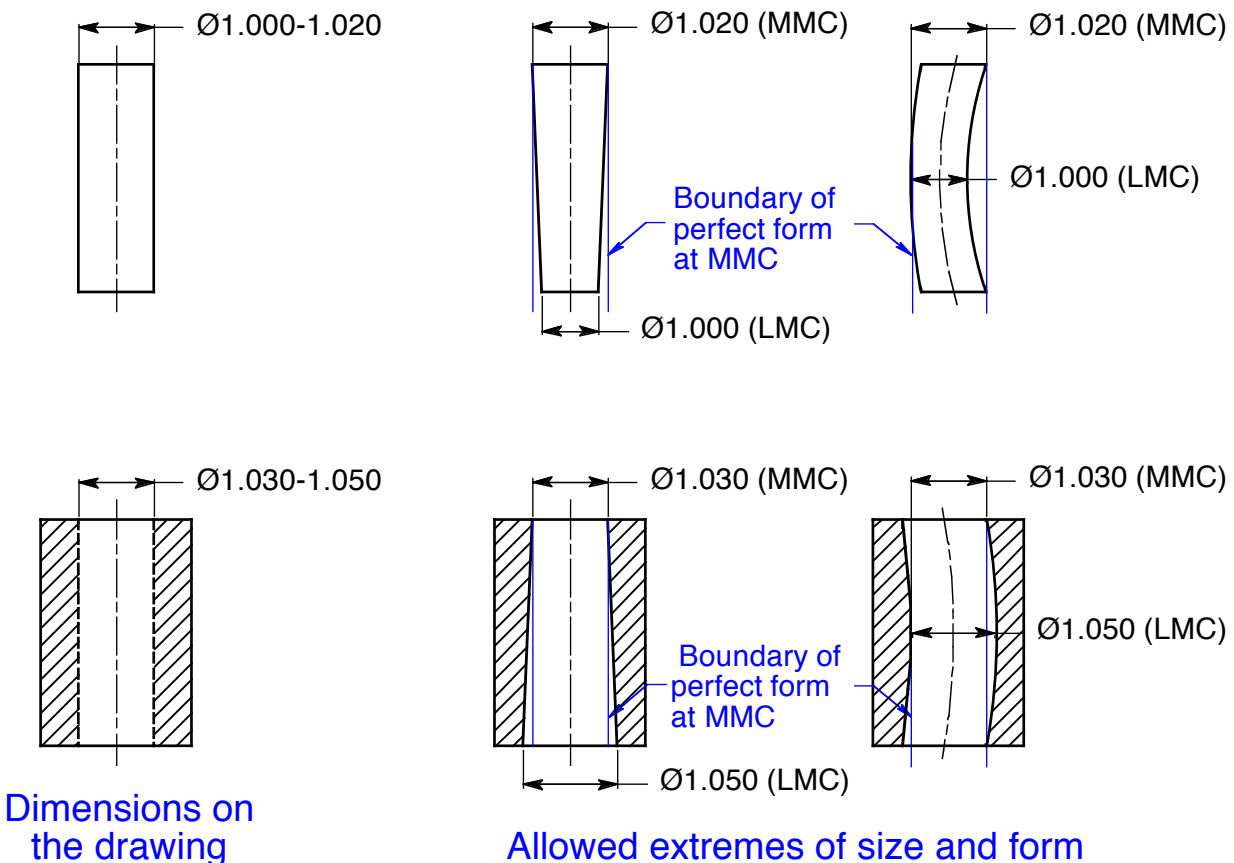 Ø1.000-1.020
Ø1.020 (MMC)
Ø1.020 (MMC)
Boundary of
perfect form
at MMC
Ø1.000 (LMC)
Ø1.000 (LMC)
Ø1.030-1.050
Ø1.030 (MMC)
Ø1.030 (MMC)
Boundary of
perfect form
at MMC
Ø1.050 (LMC)
Ø1.050 (LMC)
Dimensions on
the drawing
Allowed extremes of size and form